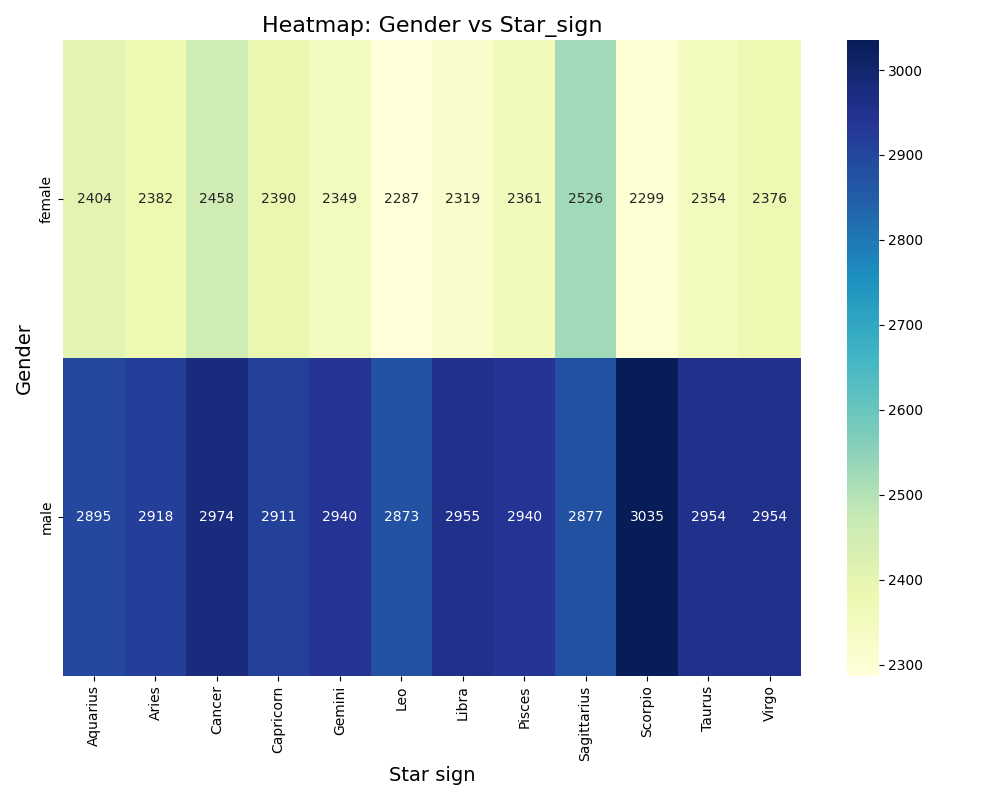 Heatmap: Gender vs Star_sign
Gender
female
2404 2382 2458 2390 2349 2287 2319 2361 2526 2299 2354 2376
male
2895 2918 2974 2911 2940 2873 2955 2940 2877 3035 2954 2954
Aquarius Aries Cancer Capricorn Gemini Leo Libra Pisces Sagittarius Scorpio Taurus Virgo
Star sign
3000
2900
2800
2700
2600
2500
2400
2300